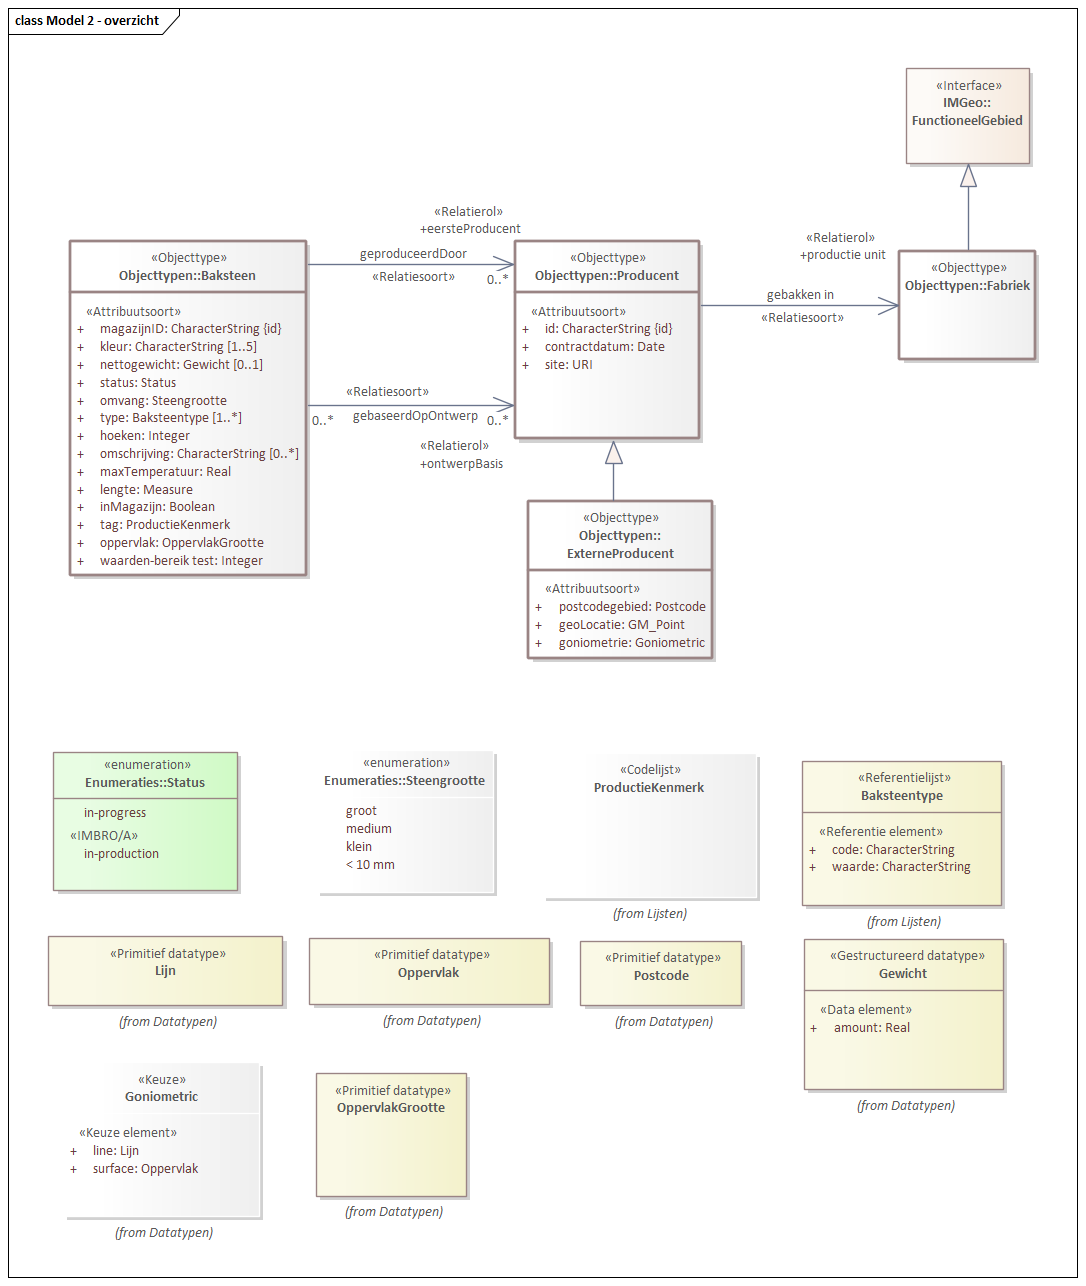 class Model 2 - overzicht
«Interface»
IMGeo::
FunctioneelGebied
«Relatierol»
+eersteProducent
geproduceerdDoor
«Relatiesoort»
0..*
«Relatierol»
+productie unit
gebakken in
«Relatiesoort»
«Objecttype»
Objecttypen::Baksteen
«Attribuutsoort»
+ magazijnID: CharacterString {id}
+ kleur: CharacterString [1..5]
+ nettogewicht: Gewicht [0..1]
+ status: Status
+ omvang: Steengrootte
+ type: Baksteentype [1..*]
+ hoeken: Integer
+ omschrijving: CharacterString [0..*]
+ maxTemperatuur: Real
+ lengte: Measure
+ inMagazijn: Boolean
+ tag: ProductieKenmerk
+ oppervlak: OppervlakGrootte
+ waarden-bereik test: Integer
«Objecttype»
Objecttypen::Producent
«Attribuutsoort»
+ id: CharacterString {id}
+ contractdatum: Date
+ site: URI
«Objecttype»
Objecttypen::Fabriek
«Relatiesoort»
0..*
gebaseerdOpOntwerp
0..*
«Relatierol»
+ontwerpBasis
«Objecttype»
Objecttypen::
ExterneProducent
«Attribuutsoort»
+ postcodegebied: Postcode
+ geoLocatie: GM_Point
+ goniometrie: Goniometric
«enumeration»
Enumeraties::Status
in-progress
«IMBRO/A»
in-production
«enumeration»
Enumeraties::Steengrootte
groot
medium
klein
< 10 mm
«Codelijst»
ProductieKenmerk
(from Lijsten)
«Referentielijst»
Baksteentype
«Referentie element»
+ code: CharacterString
+ waarde: CharacterString
(from Lijsten)
«Primitief datatype»
Lijn
(from Datatypen)
«Primitief datatype»
Oppervlak
(from Datatypen)
«Primitief datatype»
Postcode
(from Datatypen)
«Gestructureerd datatype»
Gewicht
«Data element»
+ amount: Real
(from Datatypen)
«Keuze»
Goniometric
«Keuze element»
+ line: Lijn
+ surface: Oppervlak
(from Datatypen)
«Primitief datatype»
OppervlakGrootte
(from Datatypen)